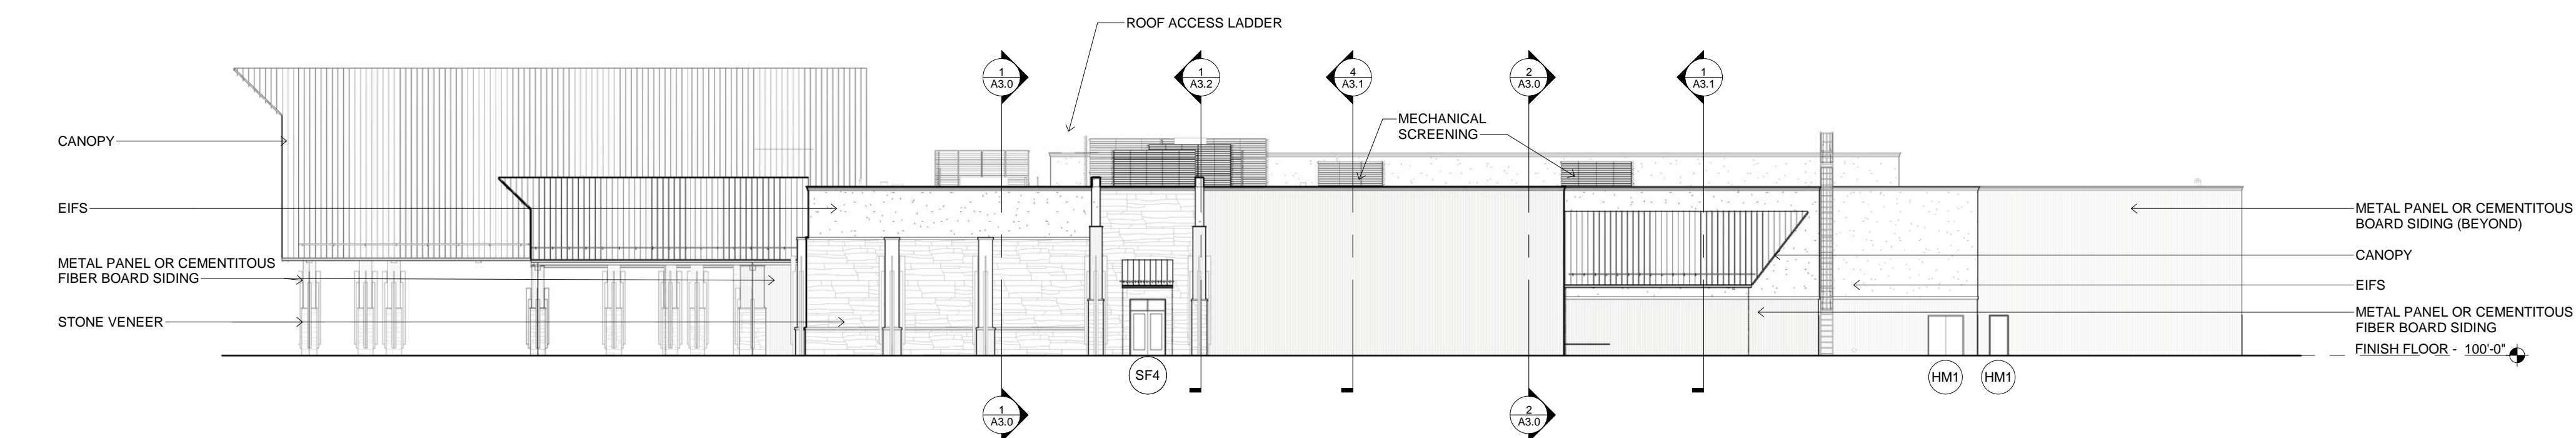 ROOF ACCESS LADDER
1
A3.0
1
A3.2
4
A3.1
2
A3.0
1
A3.1
MECHANICAL
SCREENING
CANOPY
EIFS
METAL PANEL OR CEMENTITOUS
FIBER BOARD SIDING
STONE VENEER
METAL PANEL OR CEMENTITOUS
BOARD SIDING (BEYOND)
CANOPY
EIFS
METAL PANEL OR CEMENTITOUS
FIBER BOARD SIDING
FINISH FLOOR - 100'-0"
SF4
HM1
HM1
1
A3.0
2
A3.0